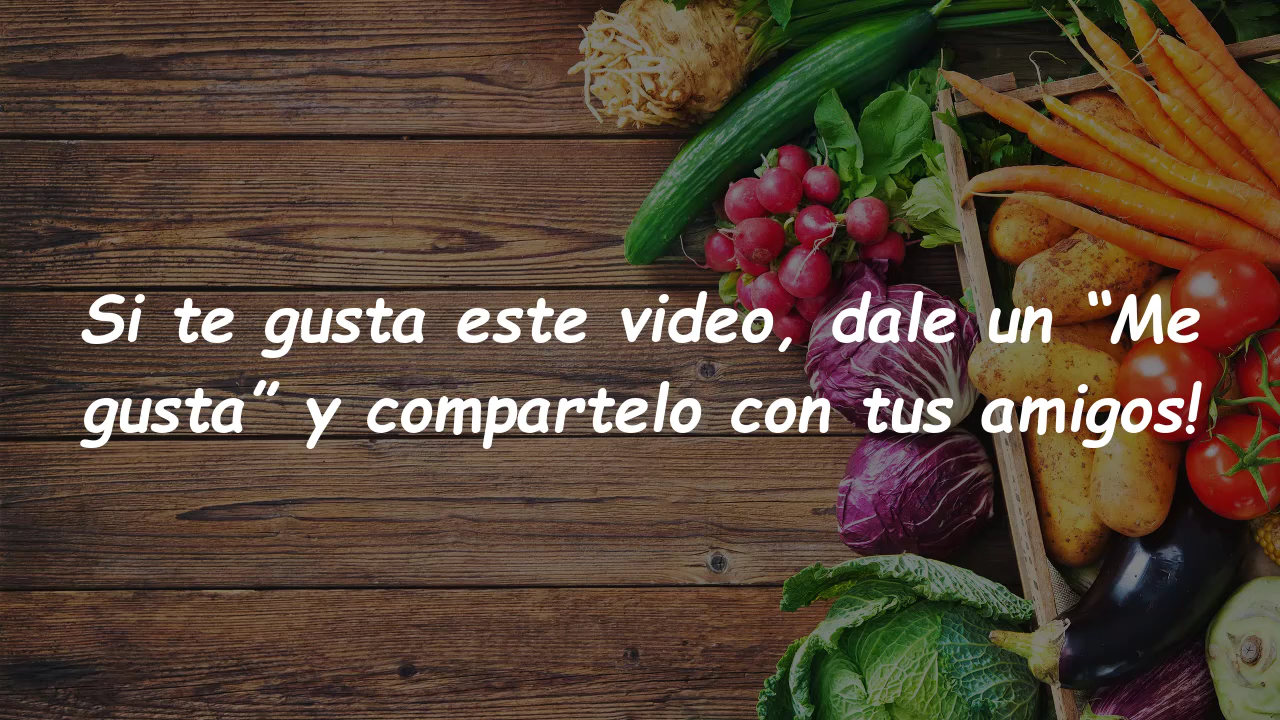 Si te gusta este video, dale un “Me
gusta” y compartelo con tus amigos!